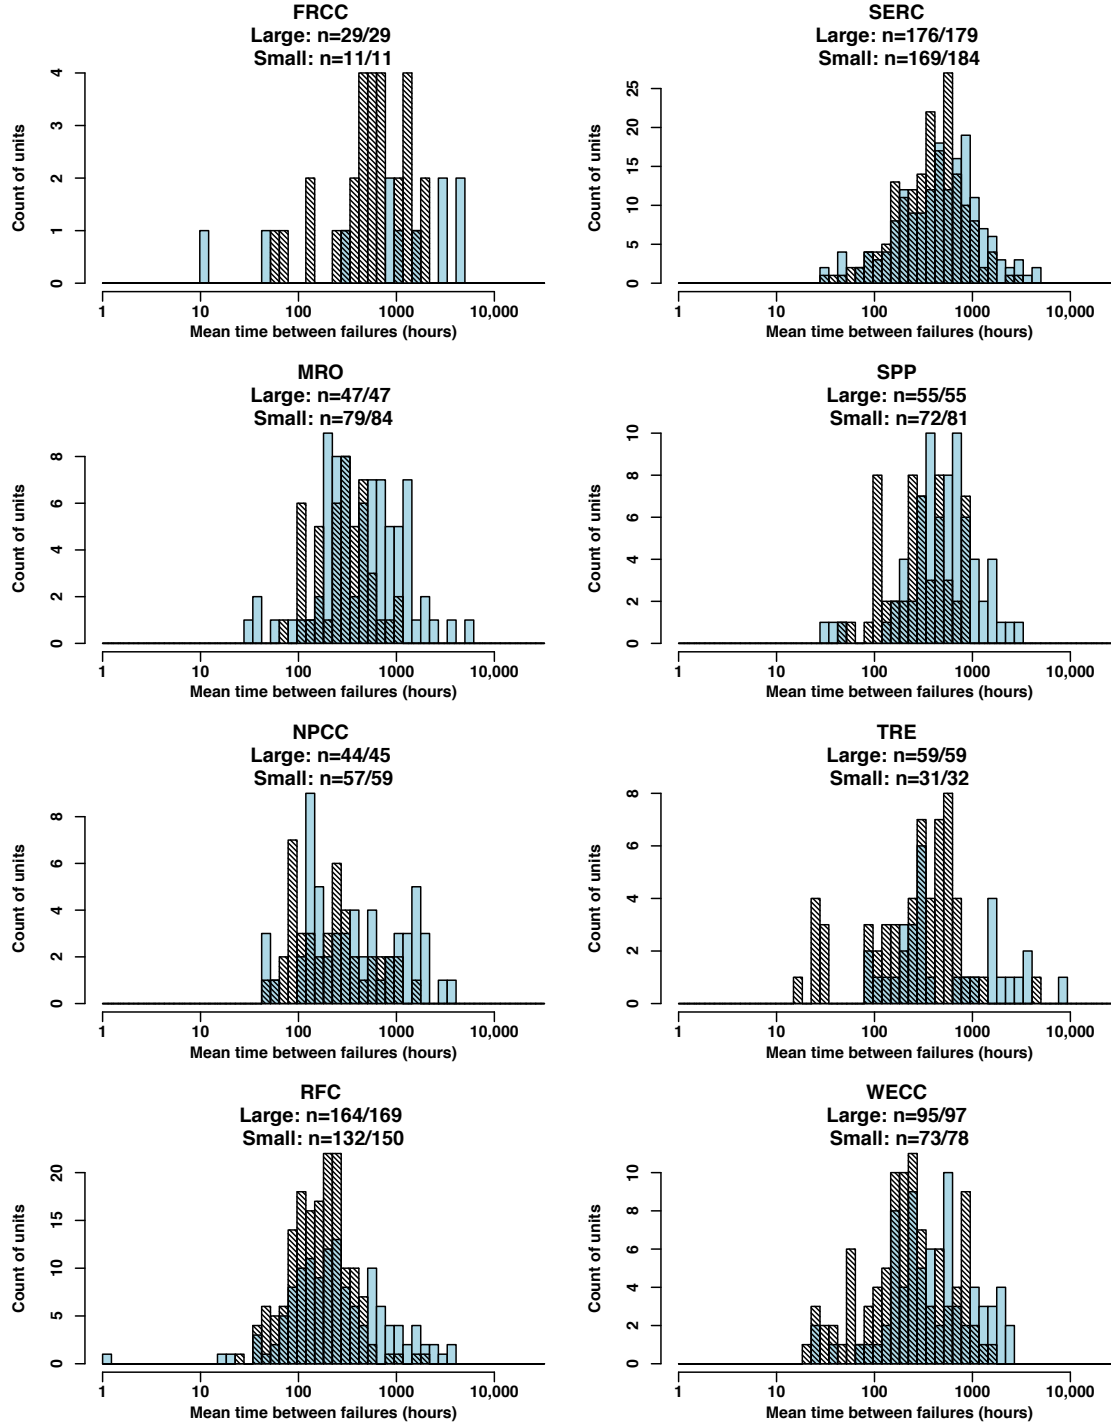 FRCC
Large: n=29/29
Small: n=11/11
Count of units
0
1
2
3
4
1 10 100 1000 10,000
Mean time between failures (hours)
SERC
Large: n=176/179
Small: n=169/184
Count of units
0
5
10
15
20
25
1 10 100 1000 10,000
Mean time between failures (hours)
MRO
Large: n=47/47
Small: n=79/84
Count of units
0
2
4
6
8
1 10 100 1000 10,000
Mean time between failures (hours)
SPP
Large: n=55/55
Small: n=72/81
Count of units
0
2
4
6
8
10
1 10 100 1000 10,000
Mean time between failures (hours)
NPCC
Large: n=44/45
Small: n=57/59
Count of units
0
2
4
6
8
1 10 100 1000 10,000
Mean time between failures (hours)
TRE
Large: n=59/59
Small: n=31/32
Count of units
0
2
4
6
8
1 10 100 1000 10,000
Mean time between failures (hours)
RFC
Large: n=164/169
Small: n=132/150
Count of units
0
5
10
15
20
1 10 100 1000 10,000
Mean time between failures (hours)
WECC
Large: n=95/97
Small: n=73/78
Count of units
0
2
4
6
8
10
1 10 100 1000 10,000
Mean time between failures (hours)